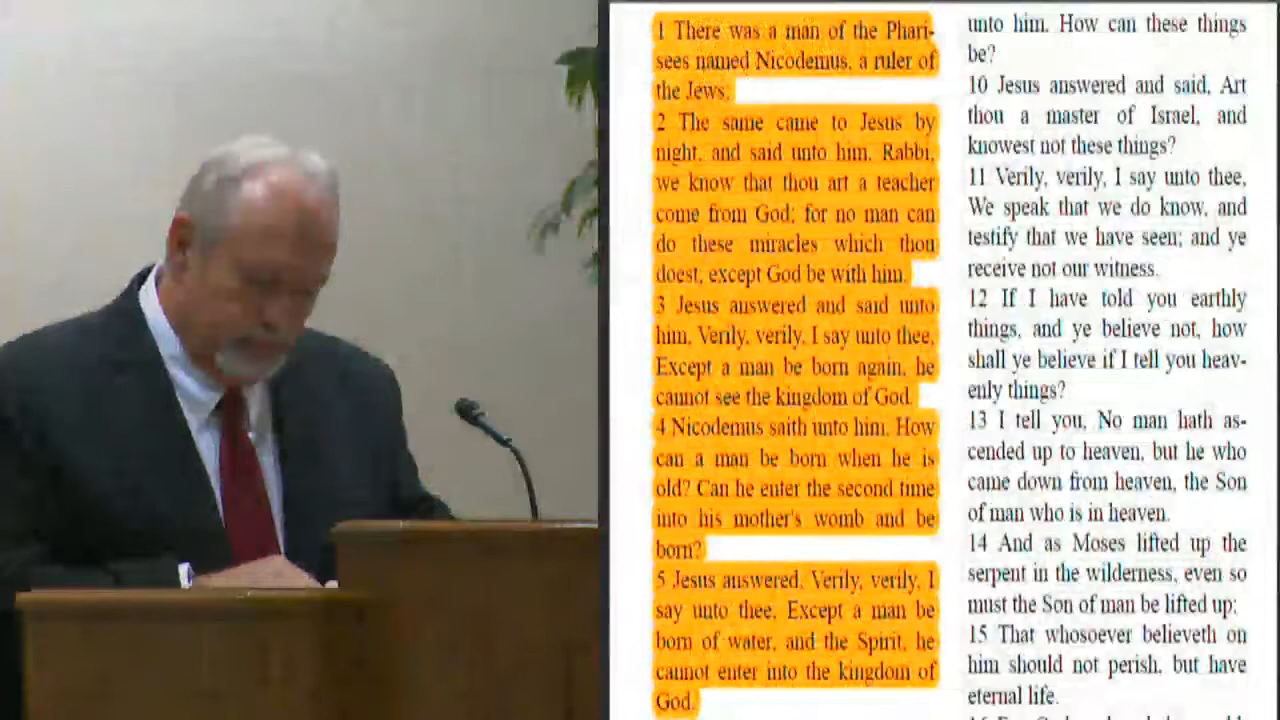 1 There was a man of the Phari-
sees named Nicodemus, a ruler of
the Jews;
2 The same came to Jesus by
night, and said unto him, Rabbi,
we know that thou art a teacher
come from God; for no man can
do these miracles which thou
doest, except God be with him.
3 Jesus answered and said unto
him, Verily, verily, I say unto thee,
Except a man be born again, he
cannot see the kingdom of God.
4 Nicodemus saith unto him, How
can a man be born when he is
old? Can he enter the second time
into his mother's womb and be
born?
5 Jesus answered, Verily, verily, I
say unto thee, Except a man be
born of water, and the Spirit, he
cannot enter into the kingdom of
God.
unto him, How can these things
be?
10 Jesus answered and said, Art
thou a master of Israel, and
knowest not these things?
11 Verily, verily, I say unto thee,
We speak that we do know, and
testify that we have seen; and ye
receive not our witness.
12 If I have told you earthly
things, and ye believe not, how
shall ye believe if I tell you heav-
enly things?
13 I tell you, No man hath as-
cended up to heaven, but he who
came down from heaven, the Son
of man who is in heaven.
14 And as Moses lifted up the
serpent in the wilderness, even so
must the Son of man be lifted up;
15 That whosoever believeth on
him should not perish, but have
eternal life.